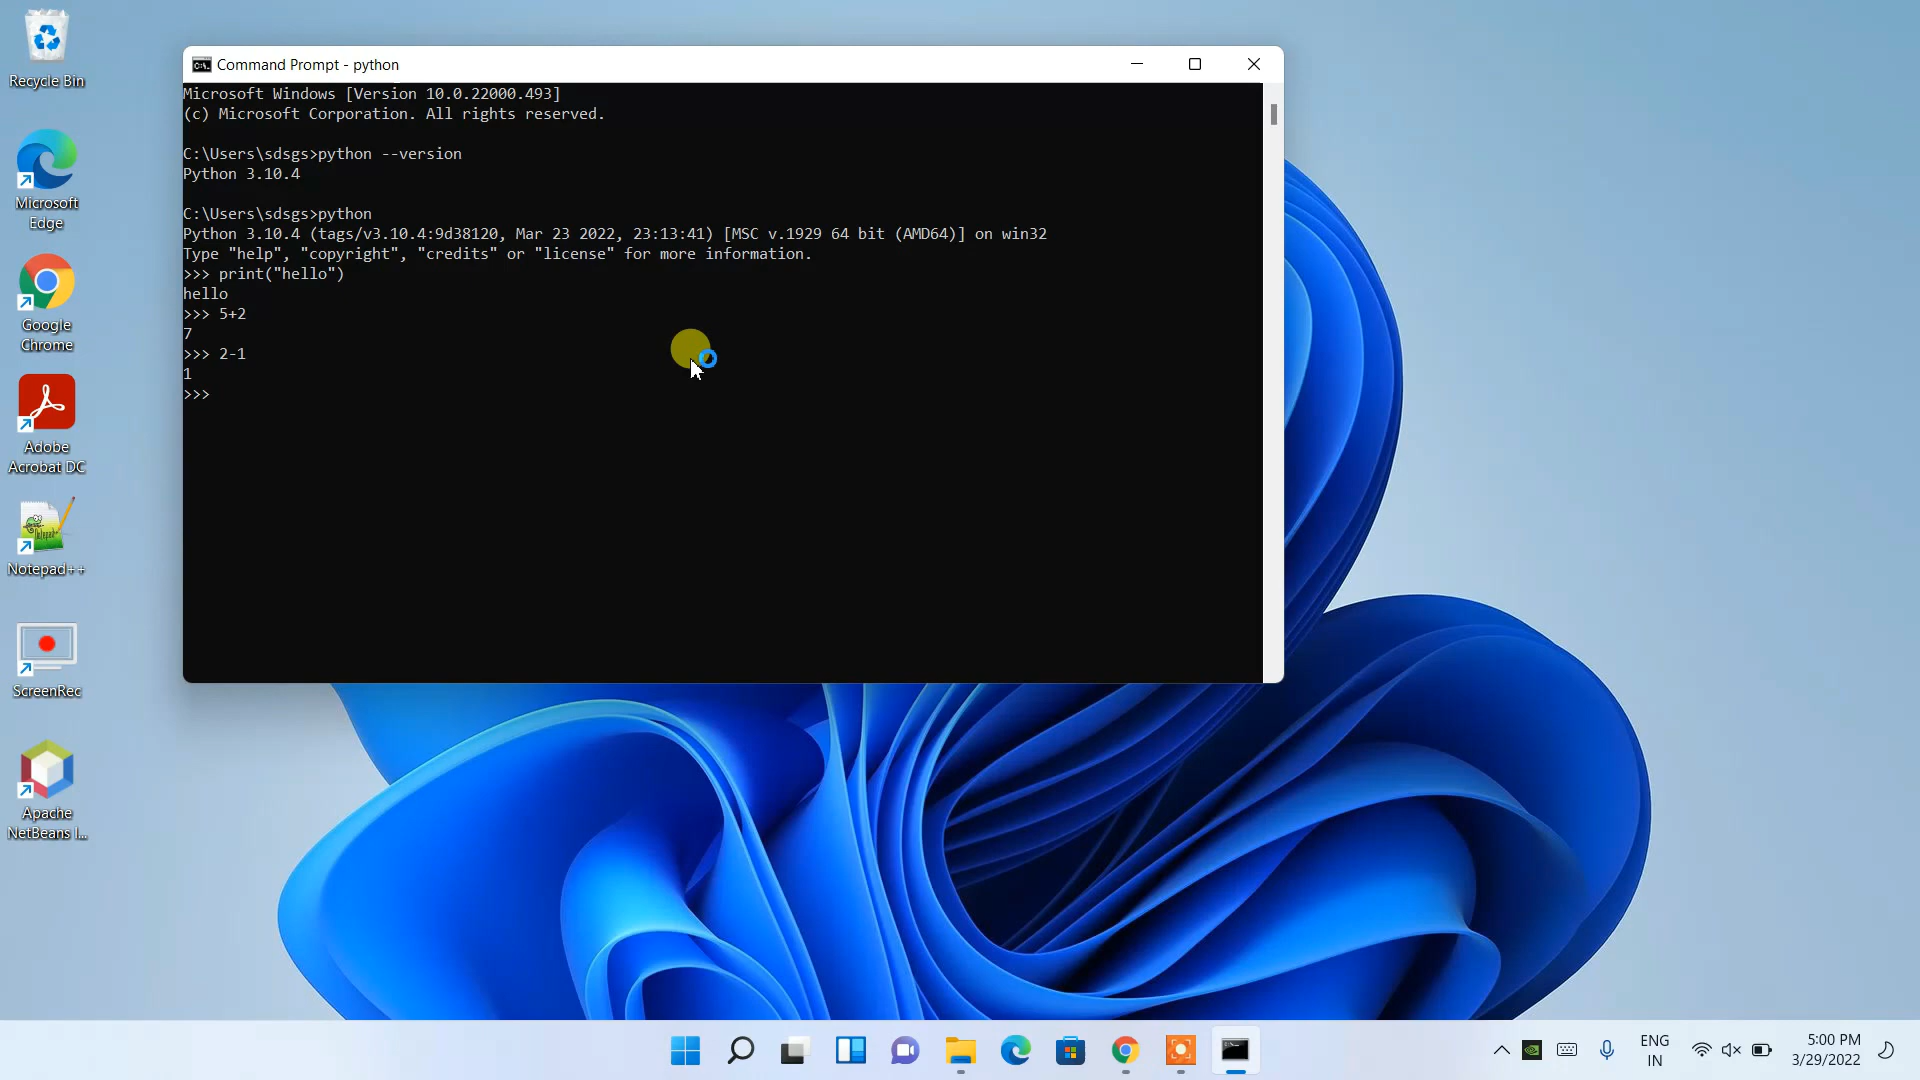 Recycle Bin
Microsoft
Edge
Google
Chrome
Adobe
Acrobat DC
Notepad++
ScreenRec
Apache
NetBeans I...
Command Prompt - python
Microsoft Windows [Version 10.0.22000.493]
(c) Microsoft Corporation. All rights reserved.
C:\Users\sdsgs>python --version
Python 3.10.4
C:\Users\sdsgs>python
Python 3.10.4 (tags/v3.10.4:9d38120, Mar 23 2022, 23:13:41) [MSC v.1929 64 bit (AMD64)] on win32
Type "help", "copyright", "credits" or "license" for more information.
>>> print("hello")
hello
>>> 5+2
7
>>> 2-1
1
>>>
ENG
IN
5:00 PM
3/29/2022